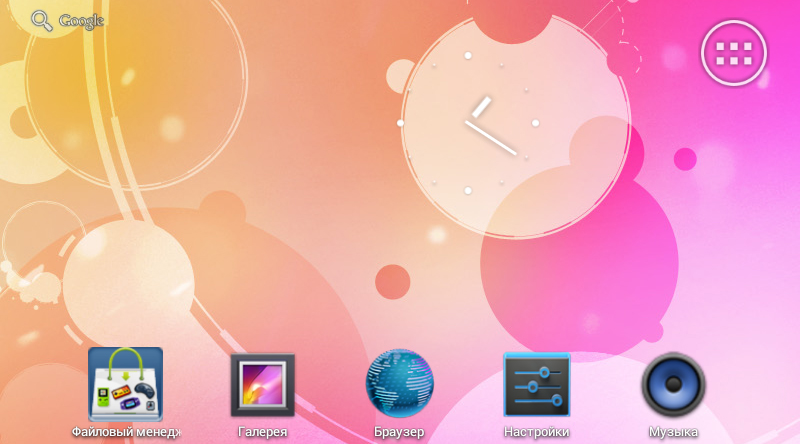 Google
Файловый менедж
Галерея
Браузер
Настройки
Музыка